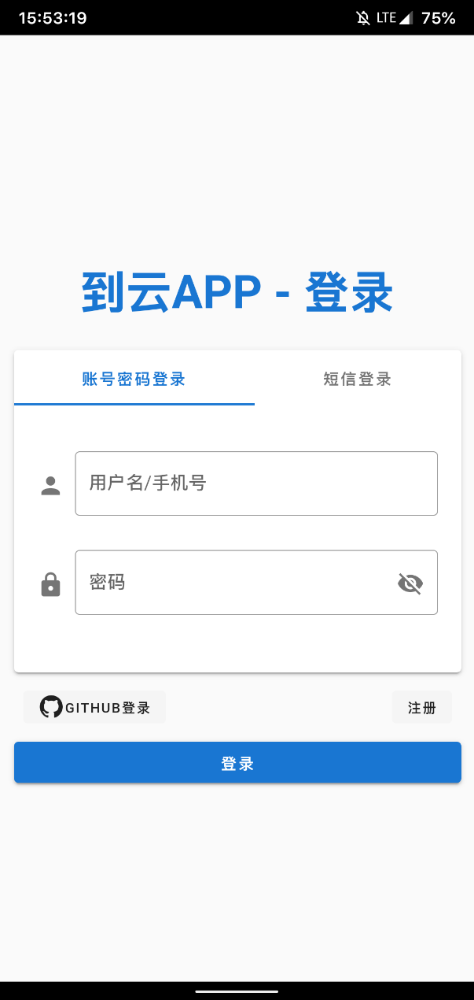 15:53:19 LTE 75%
到云APP - 登录
账号密码登录 短信登录
用户名/手机号
密码
GITHUB登录 注册
登录